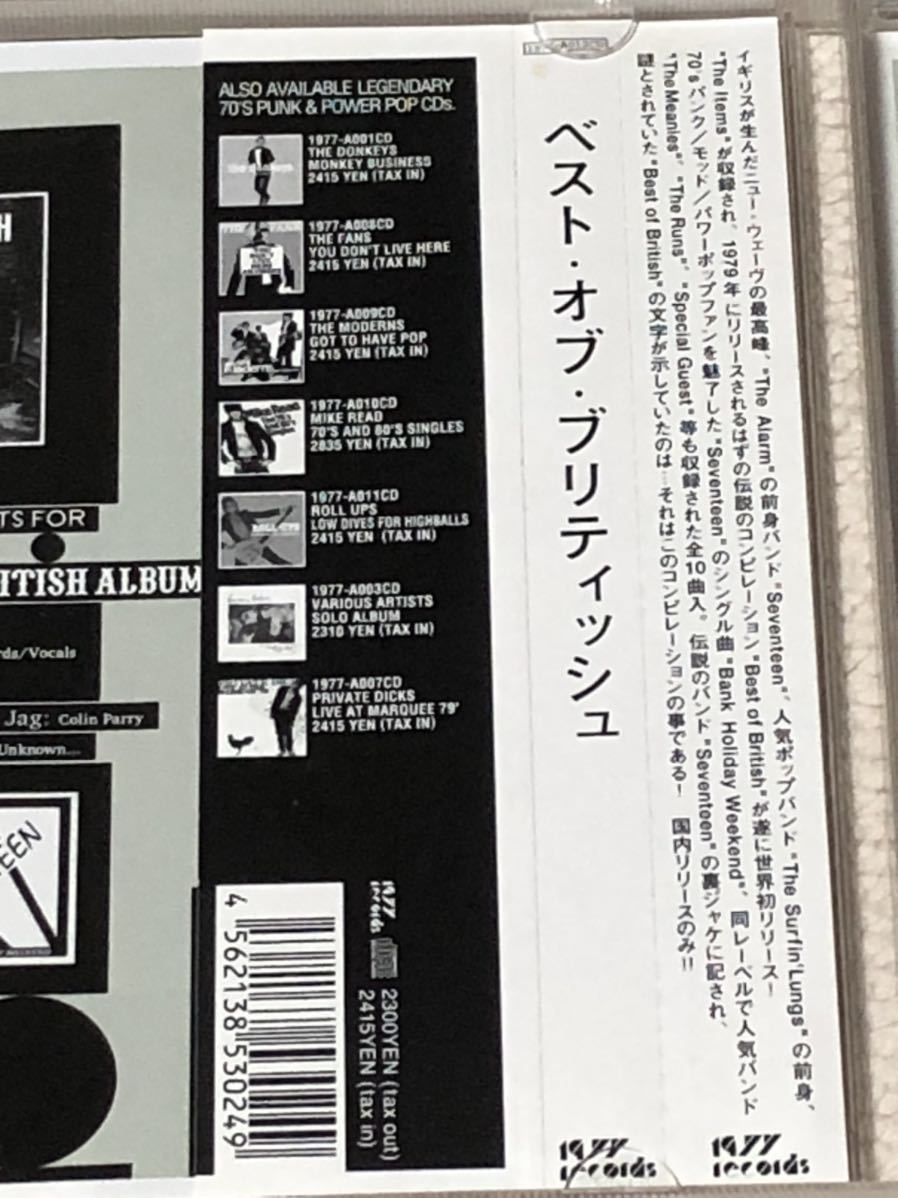 ITS FOR
ITISH ALBUM
rds/Vocals
Jag: Colin Parry
Unknown....
ALSO AVAILABLE LEGENDARY
70'S PUNK & POWER POP CDs.
1977-A001CD
THE DONKEYS
MONKEY BUSINESS
2415 YEN (TAX IN)
1977-A008CD
THE FANS
YOU DON'T LIVE HERE
2415 YEN (TAX IN)
1977-A009CD
THE MODERNS
GOT TO HAVE POP
2415 YEN (TAX IN)
1977-A010CD
MIKE READ
70'S AND 80'S SINGLES
2835 YEN (TAX IN)
1977-A011CD
ROLL UPS
LOW DIVES FOR HIGHBALLS
2415 YEN (TAX IN)
1977-A003CD
VARIOUS ARTISTS
SOLO ALBUM
2310 YEN (TAX IN)
1977-A007CD
PRIVATE DICKS
LIVE AT MARQUEE 79'
2415 YEN (TAX IN)
4 562138 530249
1977 records
2300YEN (tax out)
2415YEN (tax in)
ベスト・オブ・ブリティッシュ
1977 records
イギリスが生んだニュー・ウェーヴの最高峰、"The Alarm"の前身バンド"Seventeen"、人気ポップバンド"The Surfin'Lungs"の前身、
"The Items"が収録され、1979年にリリースされるはずの伝説のコンピレーション"Best of British"が遂に世界初リリース!
70'sパンク/モッド/パワーポップファンを魅了した"Seventeen"のシングル曲"Bank Holiday Weekend"、同レーベルで人気バンド
"The Meanies"、"The Runs"、"Special Guest"等も収録された全10曲入。伝説のバンド"Seventeen"の裏ジャケに記され、
謎とされていた"Best of British"の文字が示していたのは…それはこのコンピレーションの事である! 国内リリースのみ!!
1977 records